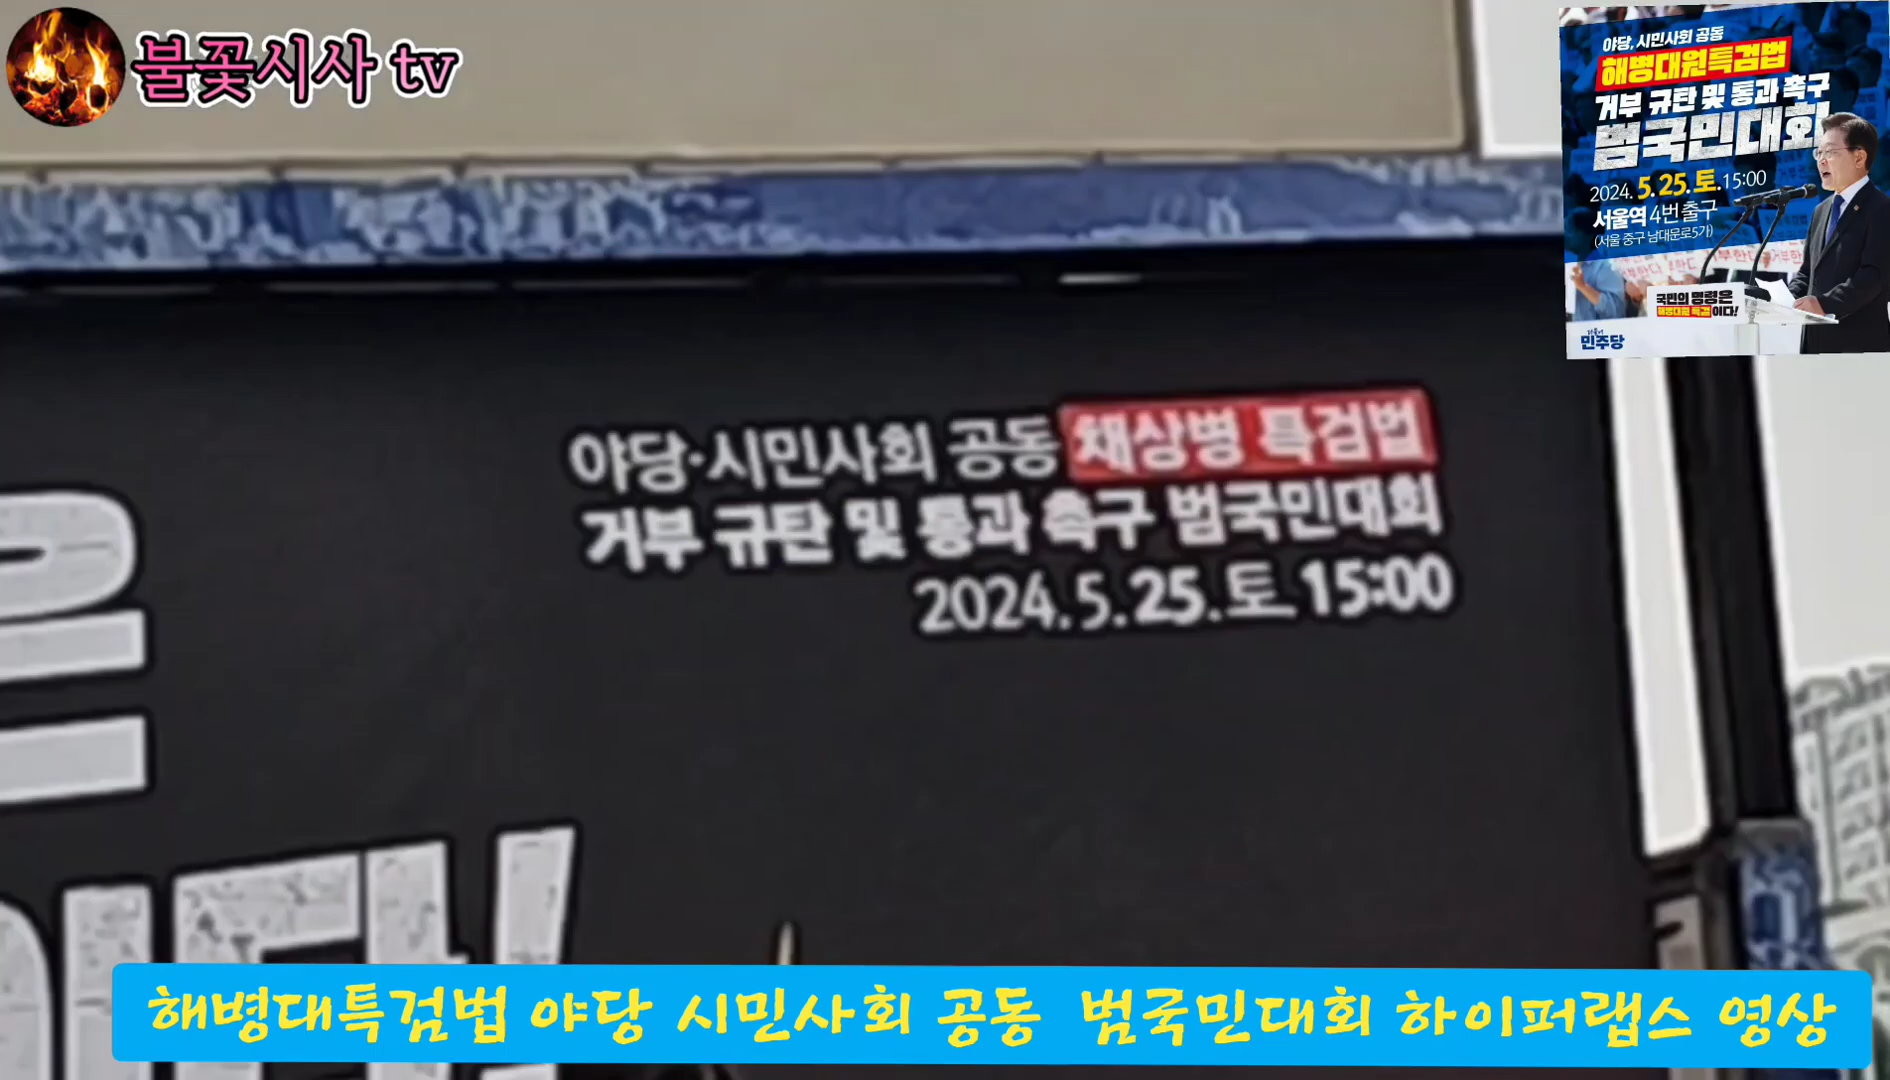 불꽃시사 tv
야당, 시민사회 공동
해병대원특검법
거부 규탄 및 통과 촉구
범국민대회
2024. 5. 25. 토. 15:00
서울역 4번 출구
(서울 중구 남대문로5가)
국민의 명령은
해병대원 특검이다!
더불어
민주당
야당·시민사회 공동 채상병 특검법
거부 규탄 및 통과 촉구 범국민대회
2024.5.25.토.15:00
이다!
해병대특검법 야당 시민사회 공동 범국민대회 하이퍼랩스 영상